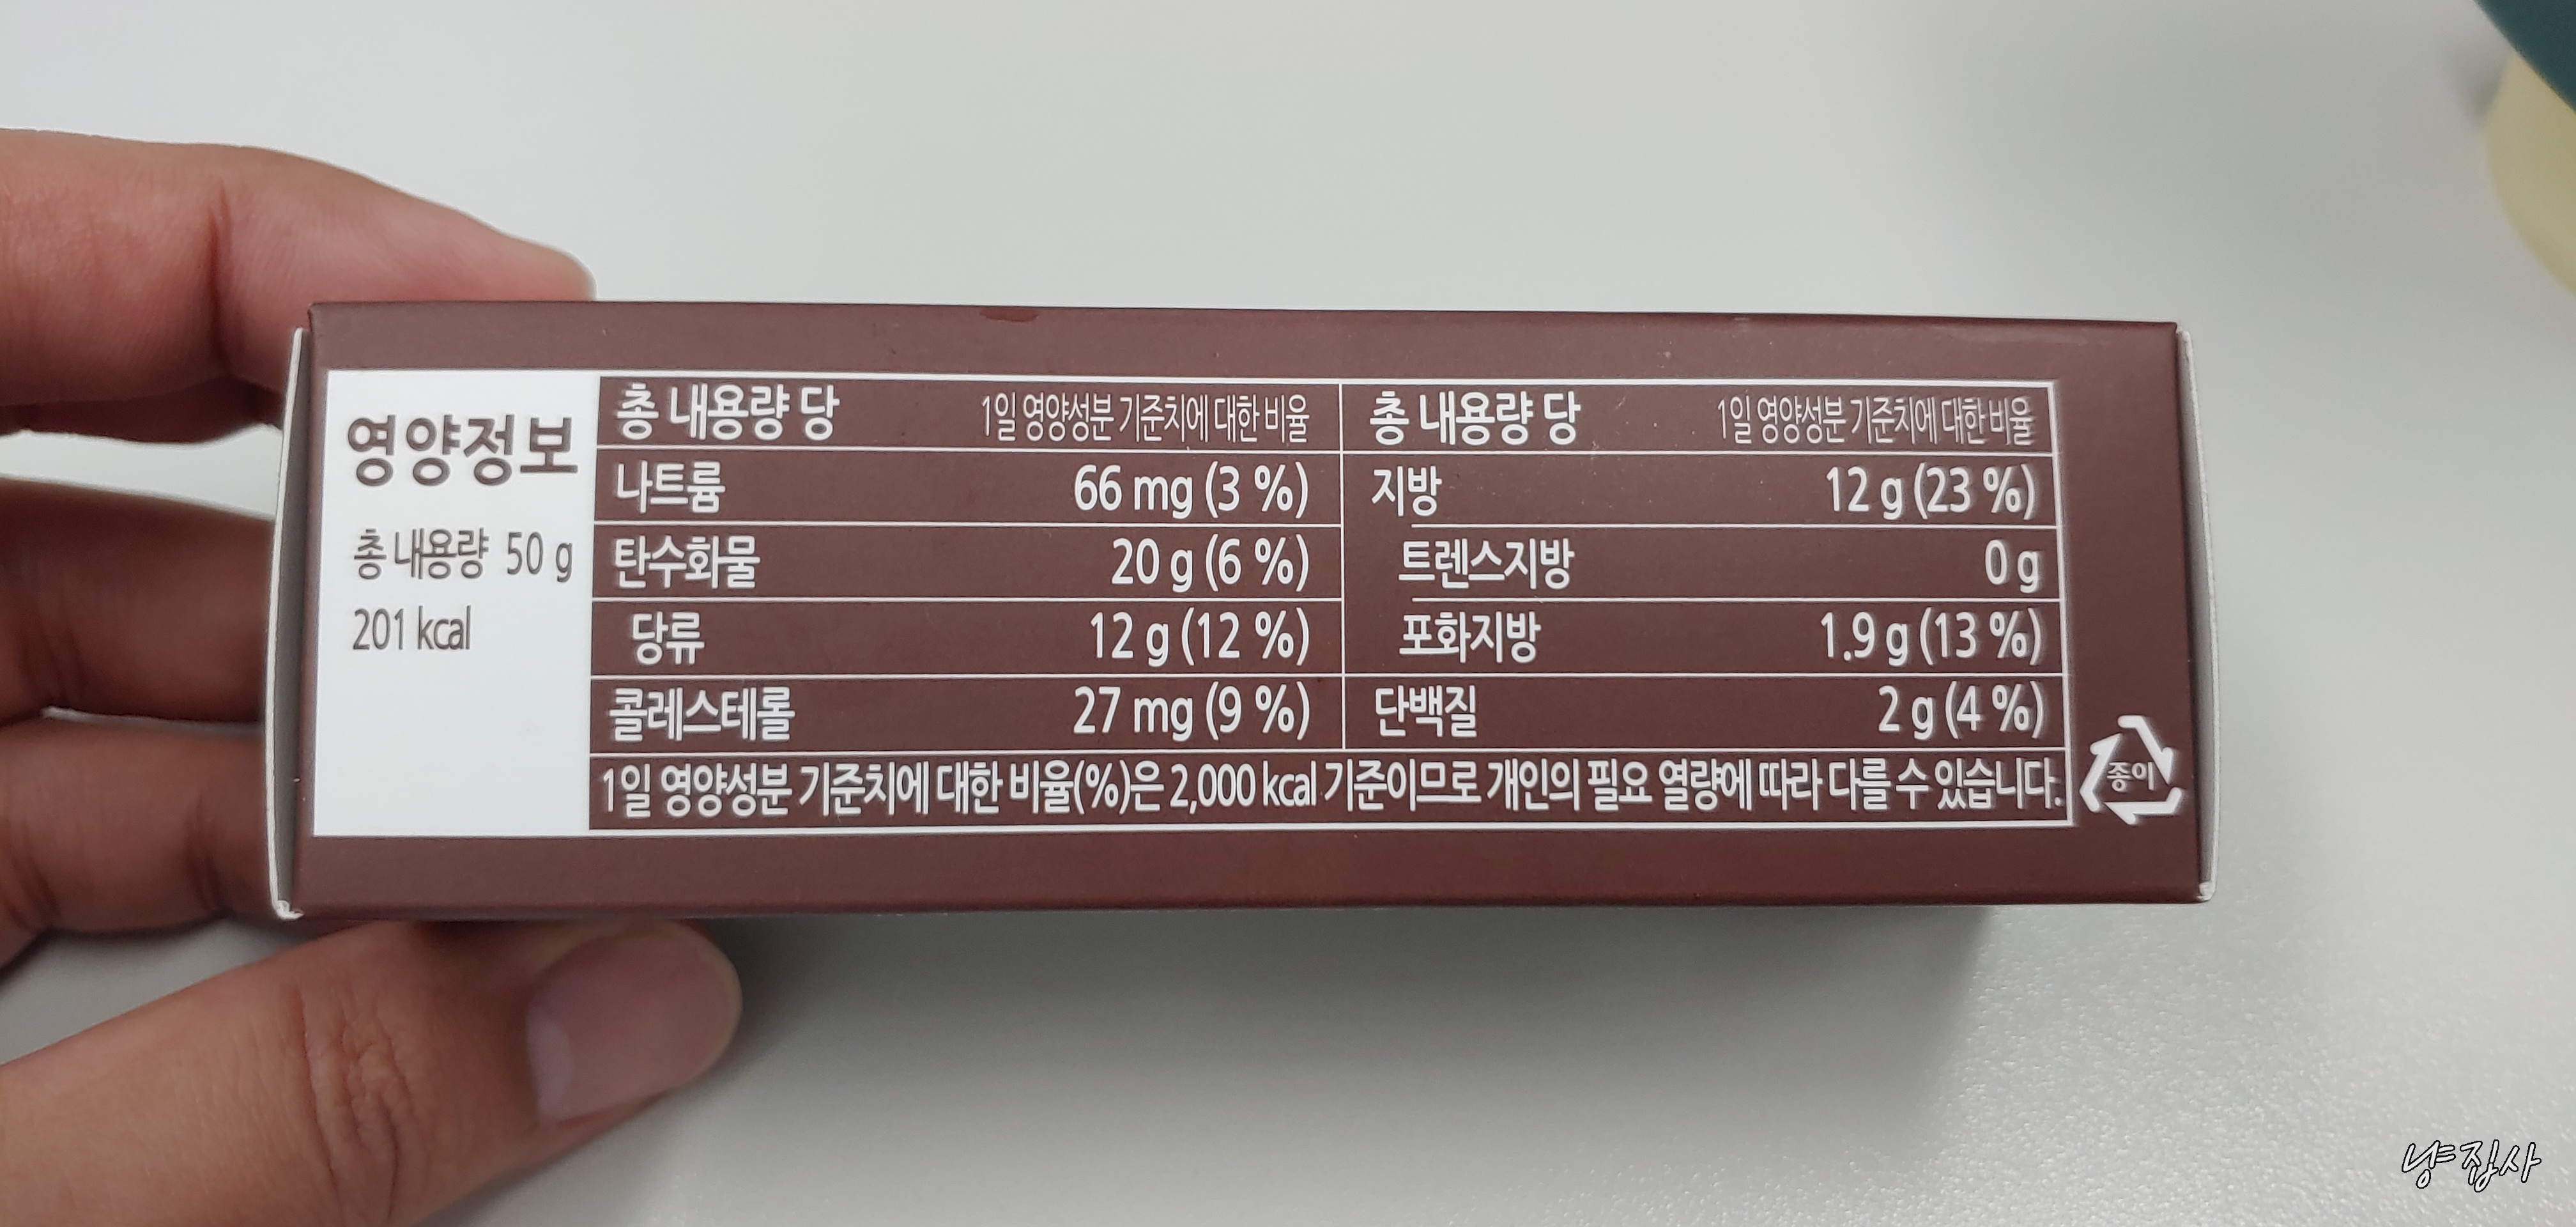 영양정보
총 내용량 50 g
201 kcal
총 내용량 당 1일 영양성분 기준치에 대한 비율
나트륨 66 mg (3 %)
탄수화물 20 g (6 %)
당류 12 g (12 %)
콜레스테롤 27 mg (9 %)
총 내용량 당 1일 영양성분 기준치에 대한 비율
지방 12 g (23 %)
트렌스지방 0 g
포화지방 1.9 g (13 %)
단백질 2 g (4 %)
1일 영양성분 기준치에 대한 비율(%)은 2,000 kcal 기준이므로 개인의 필요 열량에 따라 다를 수 있습니다.
종이
냥집사